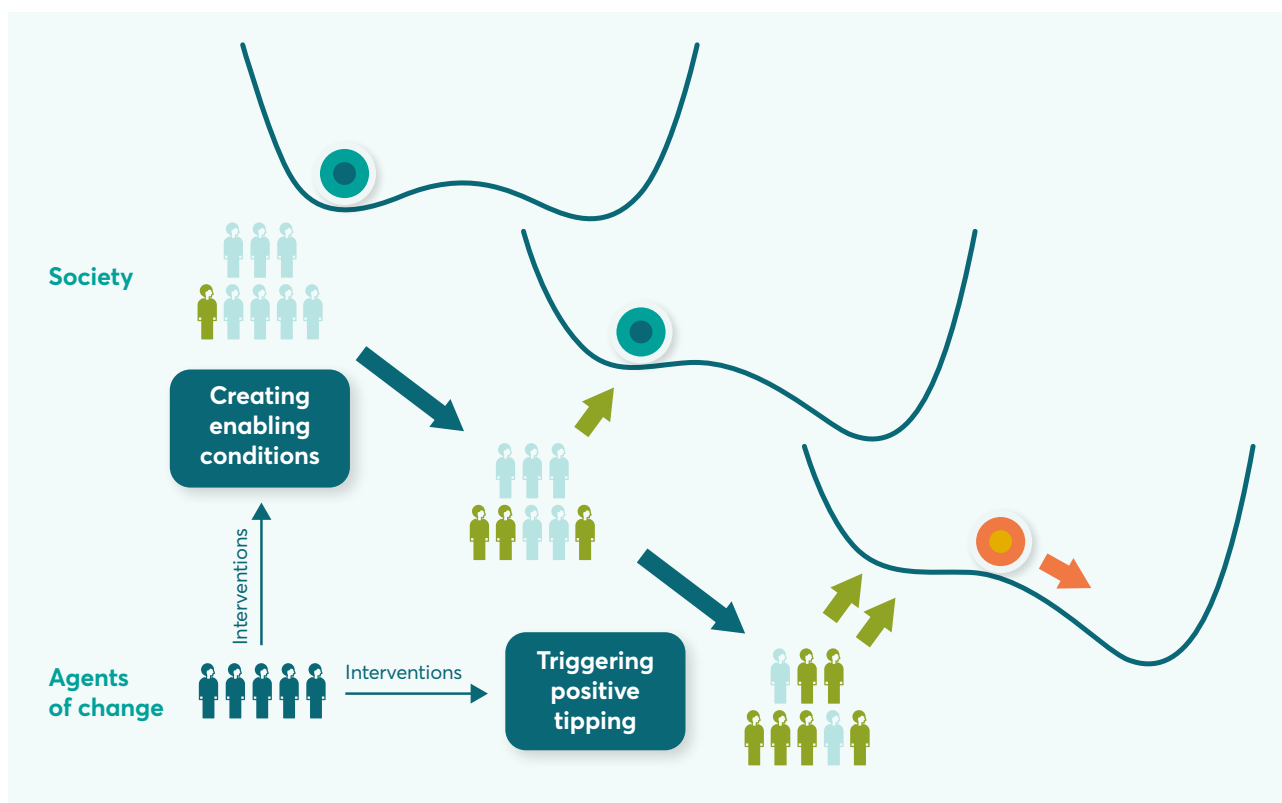 Society
Creating
enabling
conditions
Interventions
Agents
of change
Interventions
Triggering
positive
tipping